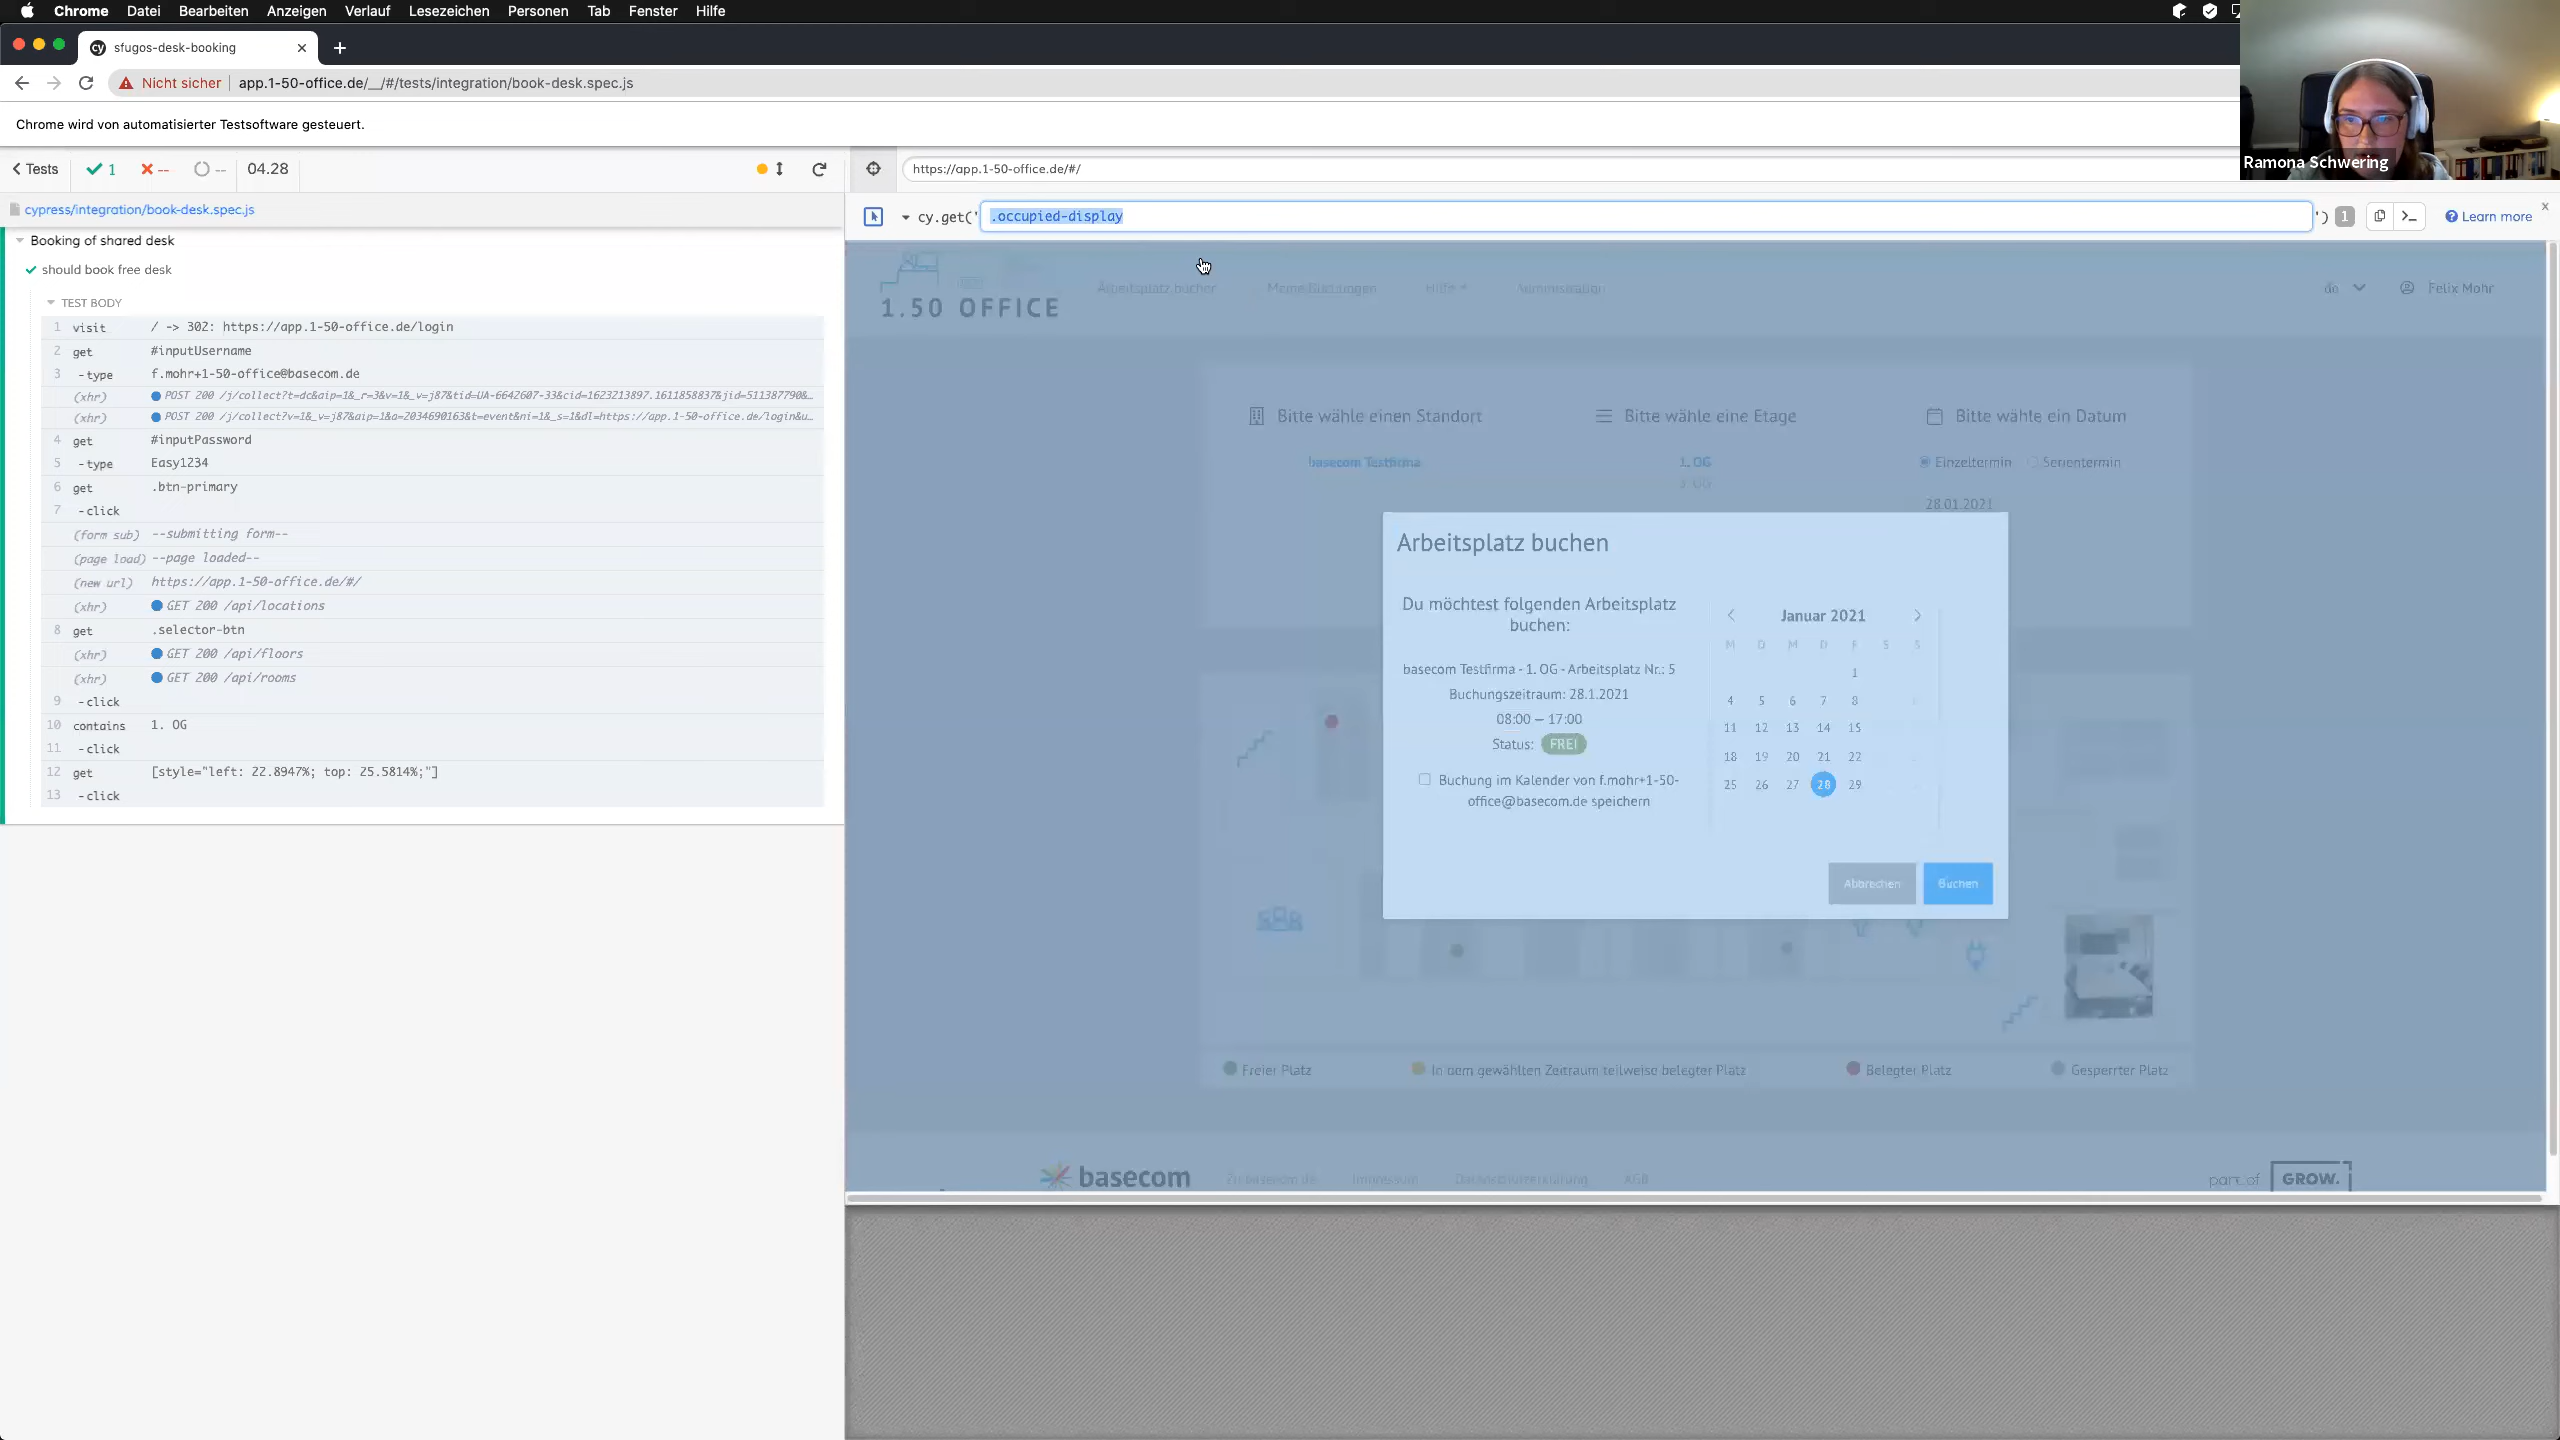 Chrome Datei Bearbeiten Anzeigen Verlauf Lesezeichen Personen Tab Fenster Hilfe
cy sfugos-desk-booking
Nicht sicher app.1-50-office.de/__/#/tests/integration/book-desk.spec.js
Chrome wird von automatisierter Testsoftware gesteuert.
Ramona Schwering
Tests 1 -- -- 04.28
https://app.1-50-office.de/#/
cypress/integration/book-desk.spec.js
cy.get('.occupied-display') 1 Learn more
Booking of shared desk
should book free desk
TEST BODY
1 visit / -> 302: https://app.1-50-office.de/login
2 get #inputUsername
3 -type f.mohr+1-50-office@basecom.de
(xhr) POST 200 /j/collect?t=dc&aip=1&_r=3&v=1&_v=j87&tid=UA-6642607-33&cid=1623213897.1611858837&jid=511387790&…
(xhr) POST 200 /j/collect?v=1&_v=j87&aip=1&a=2034690163&t=event&ni=1&_s=1&dl=https://app.1-50-office.de/login&u…
4 get #inputPassword
5 -type Easy1234
6 get .btn-primary
7 -click
(form sub) --submitting form--
(page load) --page loaded--
(new url) https://app.1-50-office.de/#/
(xhr) GET 200 /api/locations
8 get .selector-btn
(xhr) GET 200 /api/floors
(xhr) GET 200 /api/rooms
9 -click
10 contains 1. OG
11 -click
12 get [style="left: 22.8947%; top: 25.5814%;"]
13 -click
1.50 OFFICE
Arbeitsplatz buchen Meine Buchungen Hilfe Administration de Felix Mohr
Bitte wähle einen Standort Bitte wähle eine Etage Bitte wähle ein Datum
basecom Testfirma 1. OG Einzeltermin Serientermin
28.01.2021
Arbeitsplatz buchen
Du möchtest folgenden Arbeitsplatz
buchen:
basecom Testfirma - 1. OG - Arbeitsplatz Nr.: 5
Buchungszeitraum: 28.1.2021
08:00 — 17:00
Status: FREI
Buchung im Kalender von f.mohr+1-50-
office@basecom.de speichern
Januar 2021
M D M D F S S
1
4 5 6 7 8
11 12 13 14 15
18 19 20 21 22
25 26 27 28 29
Abbrechen Buchen
Freier Platz In dem gewählten Zeitraum teilweise belegter Platz Belegter Platz Gesperrter Platz
basecom Zu basecom.de Impressum Datenschutzerklärung AGB part of GROW.